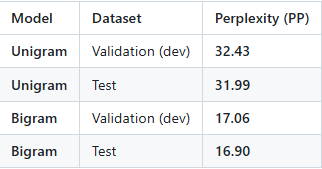 Model Dataset Perplexity (PP)
Unigram Validation (dev) 32.43
Unigram Test 31.99
Bigram Validation (dev) 17.06
Bigram Test 16.90